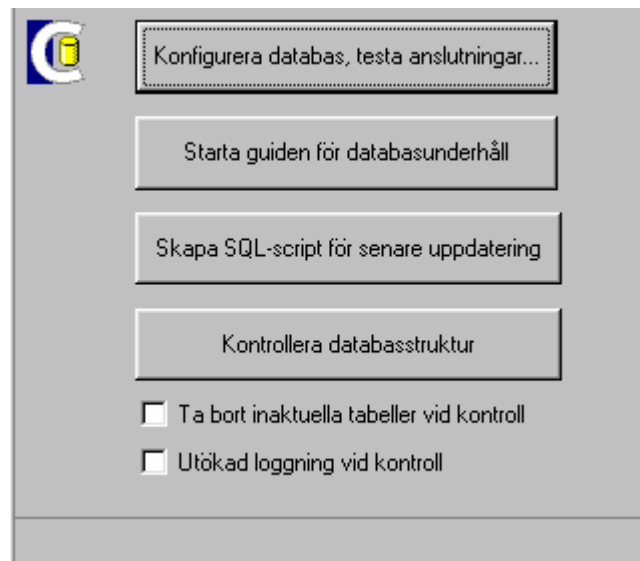 Konfigurera databas, testa anslutningar...
Starta guiden för databasunderhåll
Skapa SQL-script för senare uppdatering
Kontrollera databasstruktur
Ta bort inaktuella tabeller vid kontroll
Utökad loggning vid kontroll